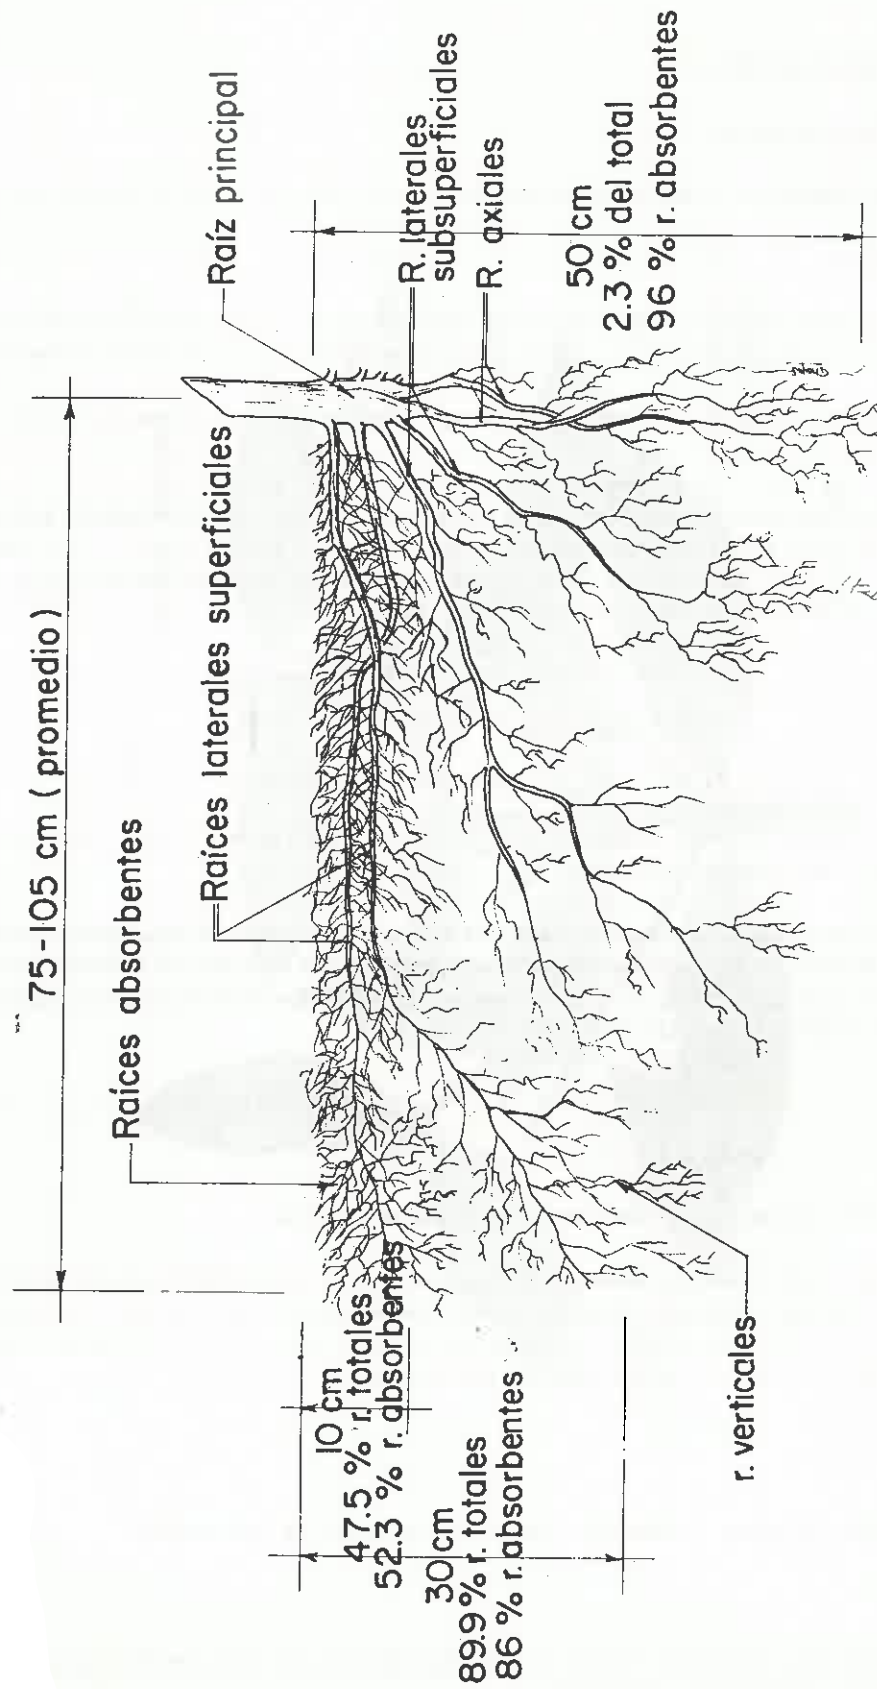 75-105 cm ( promedio)
Raíces absorbentes
Raíces laterales superficiales
Raíz principal
R. laterales
subsuperficiales
R. axiales
50 cm
2.3 % del total
96 % r. absorbentes
10 cm
47.5 % r. totales
52.3 % r. absorbentes
30 cm
89.9 % r. totales
86 % r. absorbentes
r. verticales